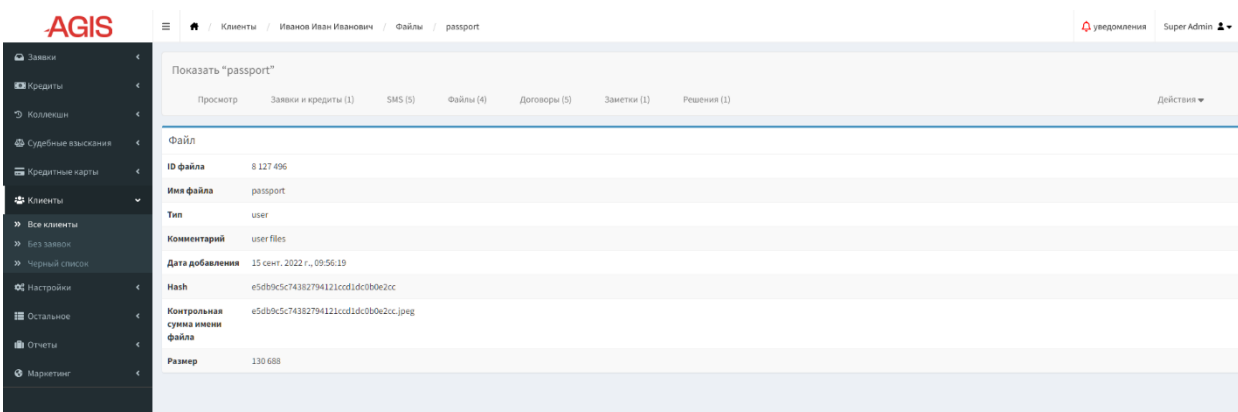 AGIS
Клиенты / Иванов Иван Иванович / Файлы / passport
уведомления Super Admin
Заявки
Кредиты
Коллекшн
Судебные взыскания
Кредитные карты
Клиенты
Все клиенты
Без заявок
Черный список
Настройки
Остальное
Отчеты
Маркетинг
Показать “passport”
Просмотр Заявки и кредиты (1) SMS (5) Файлы (4) Договоры (5) Заметки (1) Решения (1) Действия
Файл
ID файла 8 127 496
Имя файла passport
Тип user
Комментарий user files
Дата добавления 15 сент. 2022 г., 09:56:19
Hash e5db9c5c74382794121ccd1dc0b0e2cc
Контрольная e5db9c5c74382794121ccd1dc0b0e2cc.jpeg
сумма имени
файла
Размер 130 688